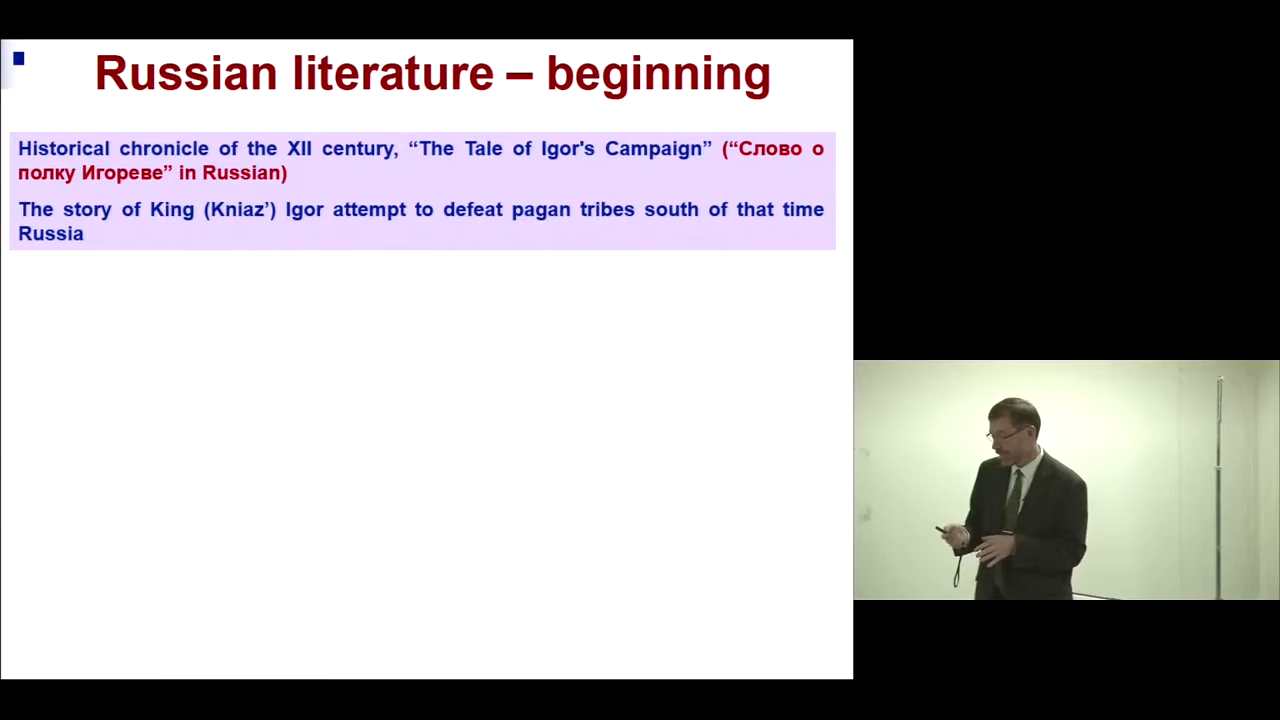 Russian literature – beginning
Historical chronicle of the XII century, “The Tale of Igor's Campaign” (“Слово о
полку Игореве” in Russian)
The story of King (Kniaz’) Igor attempt to defeat pagan tribes south of that time
Russia